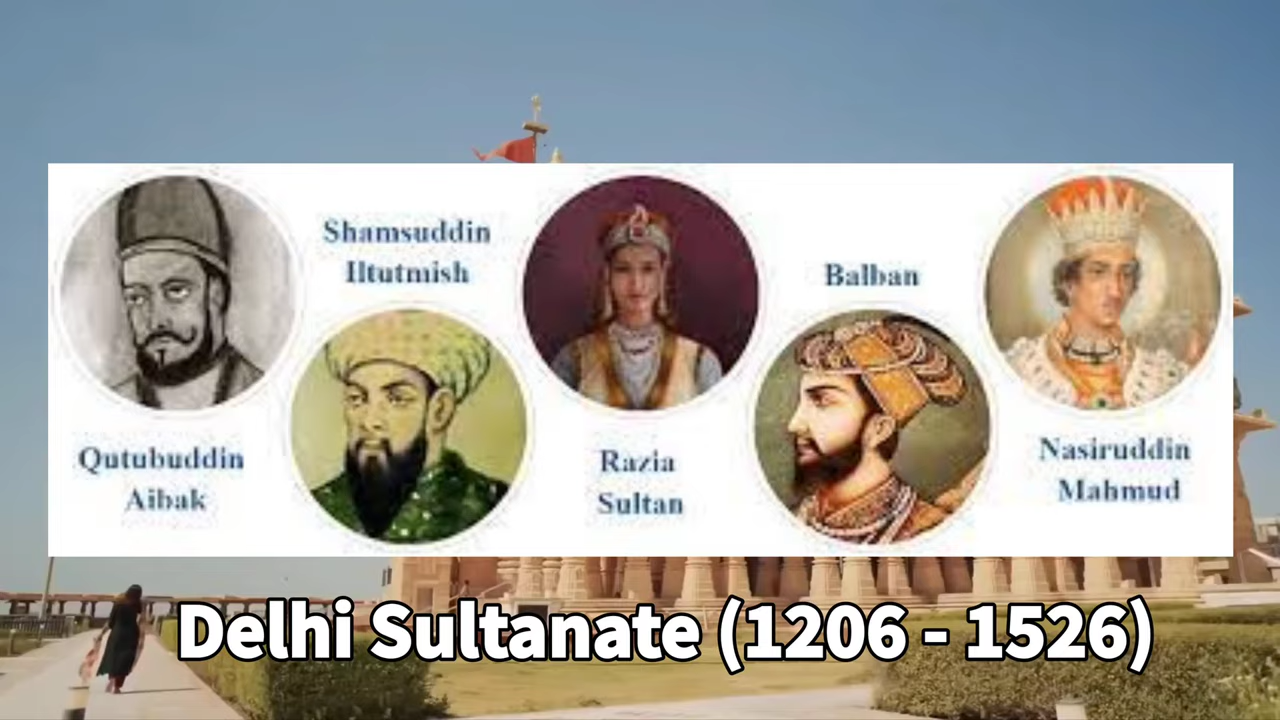 Shamsuddin
Iltutmish
Balban
Qutubuddin
Aibak
Razia
Sultan
Nasiruddin
Mahmud
Delhi Sultanate (1206 - 1526)